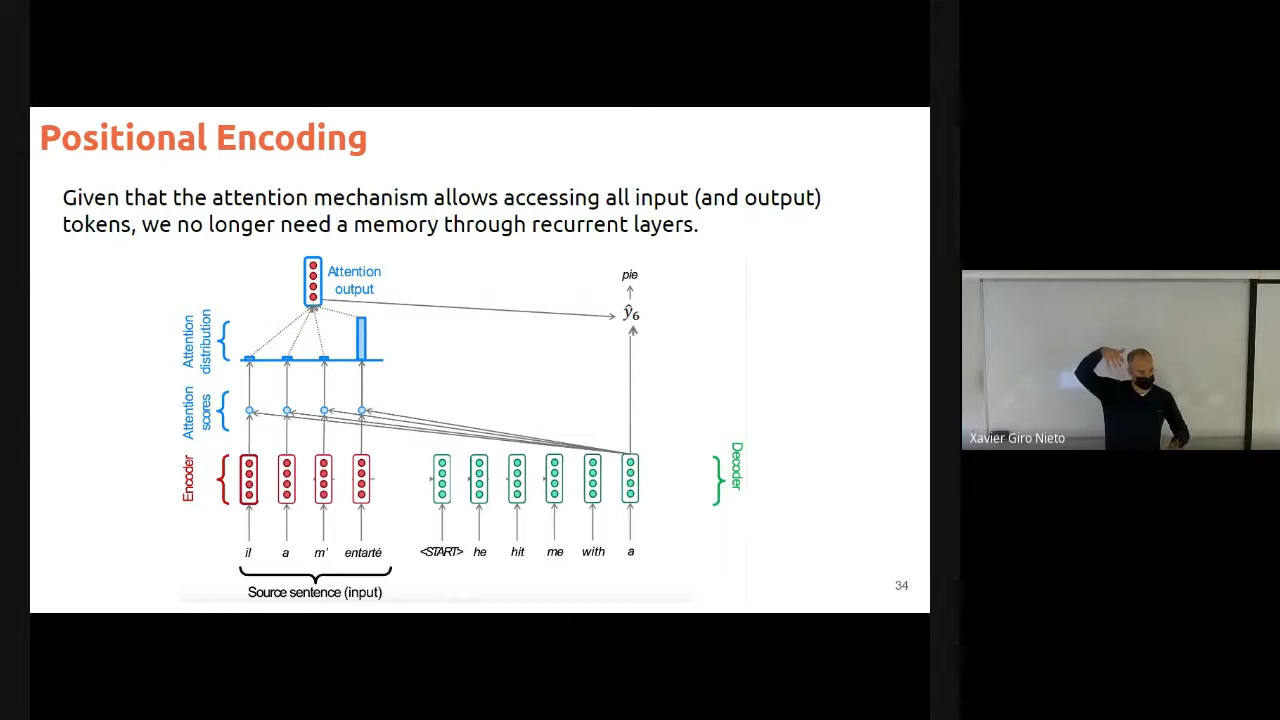 Positional Encoding
Given that the attention mechanism allows accessing all input (and output)
tokens, we no longer need a memory through recurrent layers.
Attention
output
pie
ŷ6
Attention
distribution
Attention
scores
Encoder
Decoder
il a m' entarté <START> he hit me with a
Source sentence (input)
34
Xavier Giro Nieto